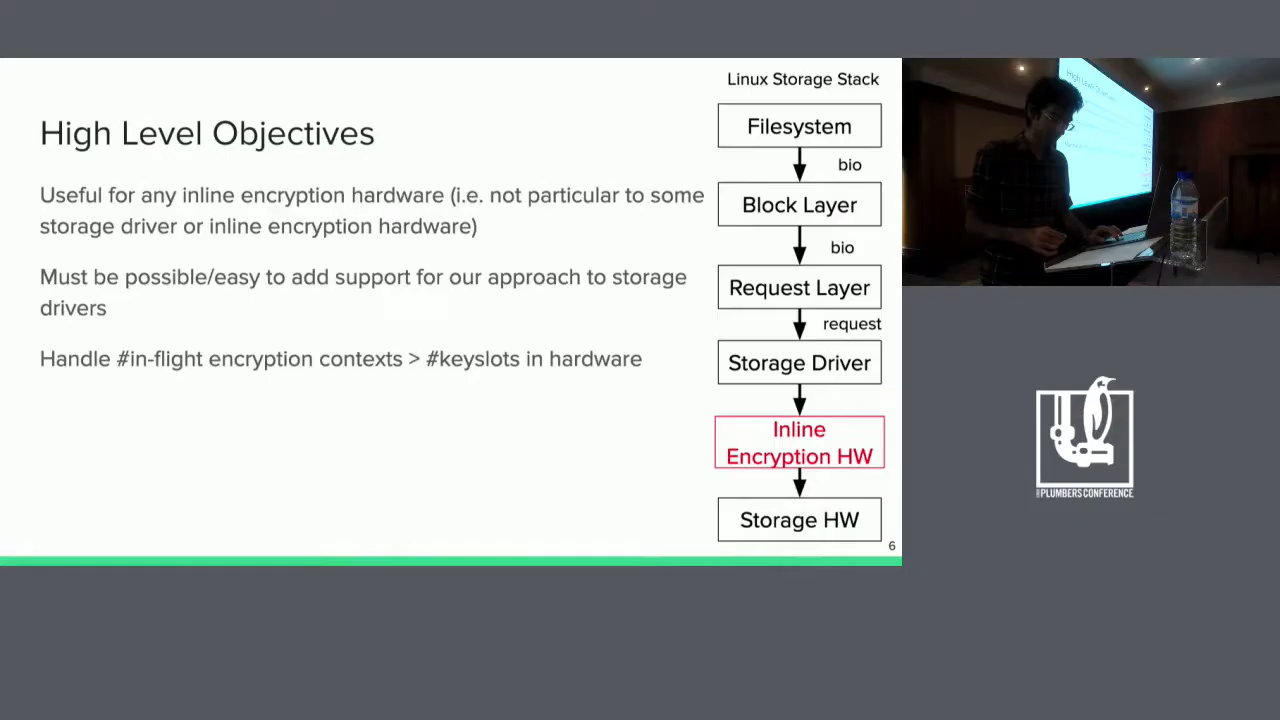 High Level Objectives
Useful for any inline encryption hardware (i.e. not particular to some
storage driver or inline encryption hardware)
Must be possible/easy to add support for our approach to storage
drivers
Handle #in-flight encryption contexts > #keyslots in hardware
Linux Storage Stack
Filesystem
bio
Block Layer
bio
Request Layer
request
Storage Driver
Inline
Encryption HW
Storage HW
6
High Level Objectives
PLUMBERS CONFERENCE